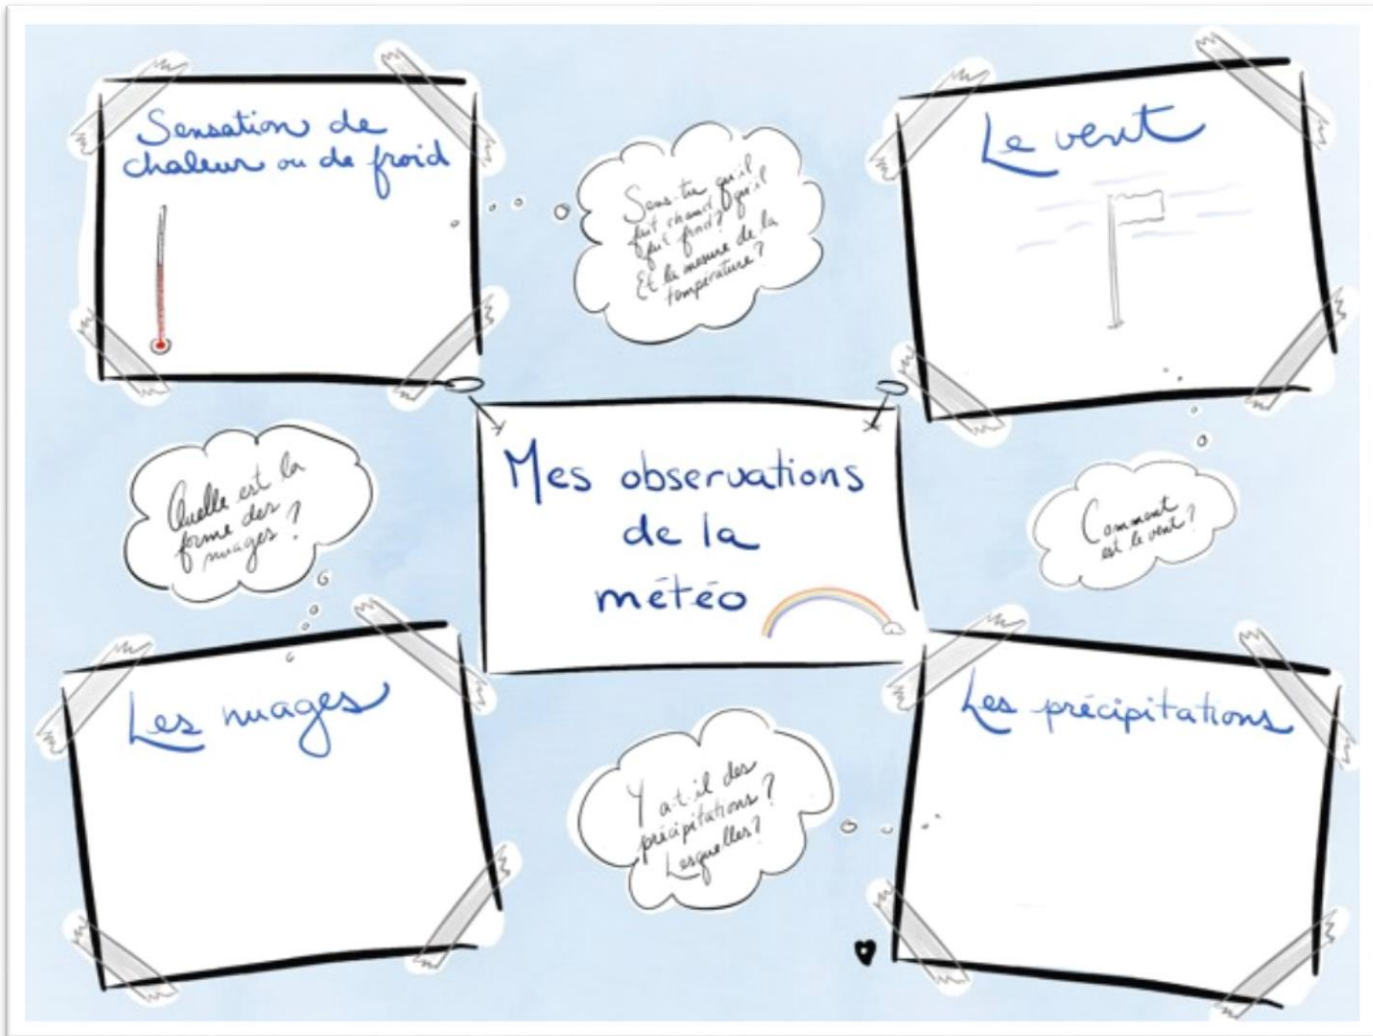 Sensation de
chaleur ou de froid
Sens-tu qu'il
fait chaud, qu'il
fait froid?
Et la mesure de la
température?
Le vent
Quelle est la
forme des
nuages?
Mes observations
de la
météo
Comment
est le vent?
Les nuages
Y a-t-il des
précipitations?
Lesquelles?
Les précipitations